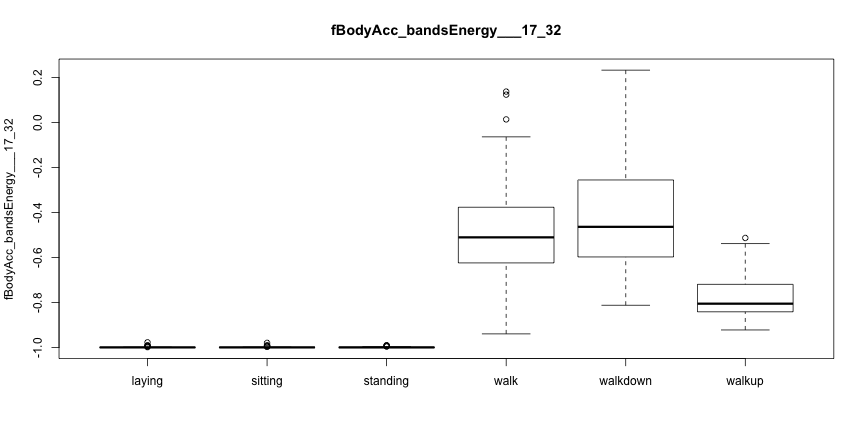 fBodyAcc_bandsEnergy___17_32
fBodyAcc_bandsEnergy___17_32
0.2
0.0
-0.2
-0.4
-0.6
-0.8
-1.0
laying sitting standing walk walkdown walkup